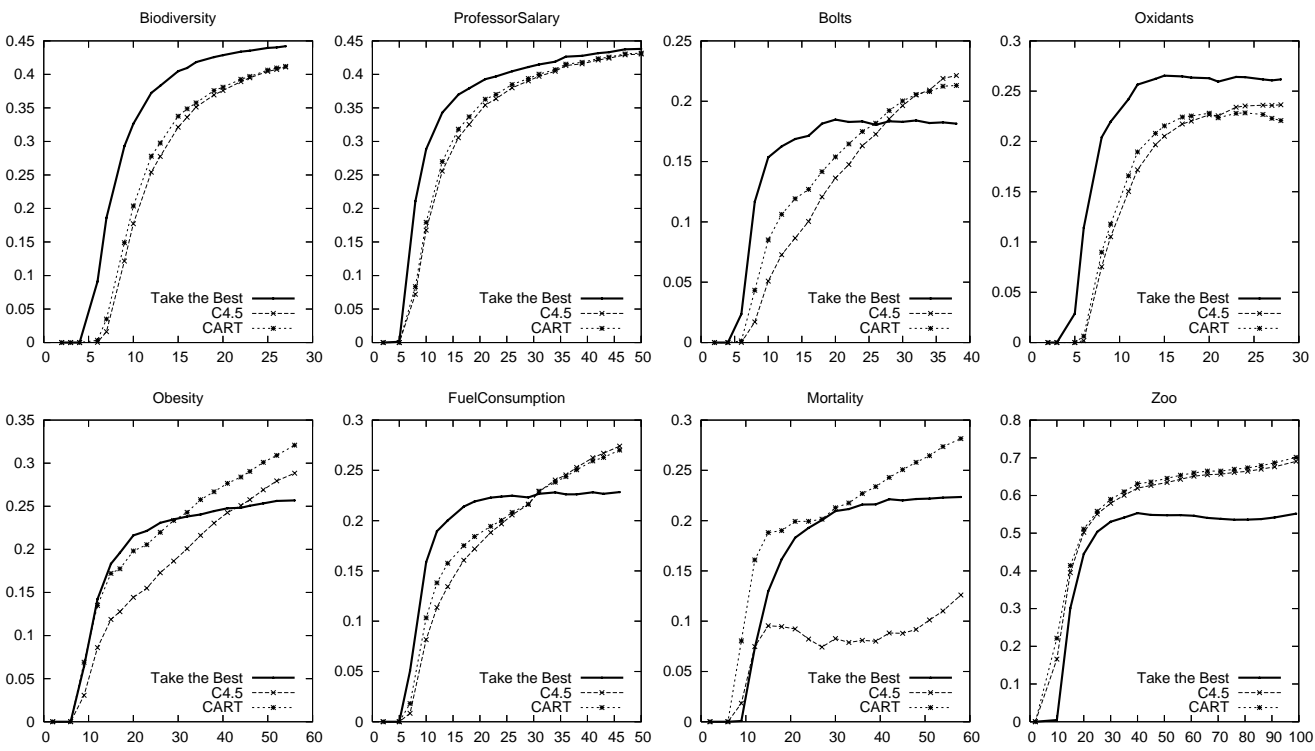 Biodiversity
0.45
0.4
0.35
0.3
0.25
0.2
0.15
0.1
0.05
0
Take the Best
C4.5
CART
0 5 10 15 20 25 30
ProfessorSalary
0.45
0.4
0.35
0.3
0.25
0.2
0.15
0.1
0.05
0
Take the Best
C4.5
CART
0 5 10 15 20 25 30 35 40 45 50
Bolts
0.25
0.2
0.15
0.1
0.05
0
Take the Best
C4.5
CART
0 5 10 15 20 25 30 35 40
Oxidants
0.3
0.25
0.2
0.15
0.1
0.05
0
Take the Best
C4.5
CART
0 5 10 15 20 25 30
Obesity
0.35
0.3
0.25
0.2
0.15
0.1
0.05
0
Take the Best
C4.5
CART
0 10 20 30 40 50 60
FuelConsumption
0.3
0.25
0.2
0.15
0.1
0.05
0
Take the Best
C4.5
CART
0 5 10 15 20 25 30 35 40 45 50
Mortality
0.3
0.25
0.2
0.15
0.1
0.05
0
Take the Best
C4.5
CART
0 10 20 30 40 50 60
Zoo
0.8
0.7
0.6
0.5
0.4
0.3
0.2
0.1
0
Take the Best
C4.5
CART
0 10 20 30 40 50 60 70 80 90 100